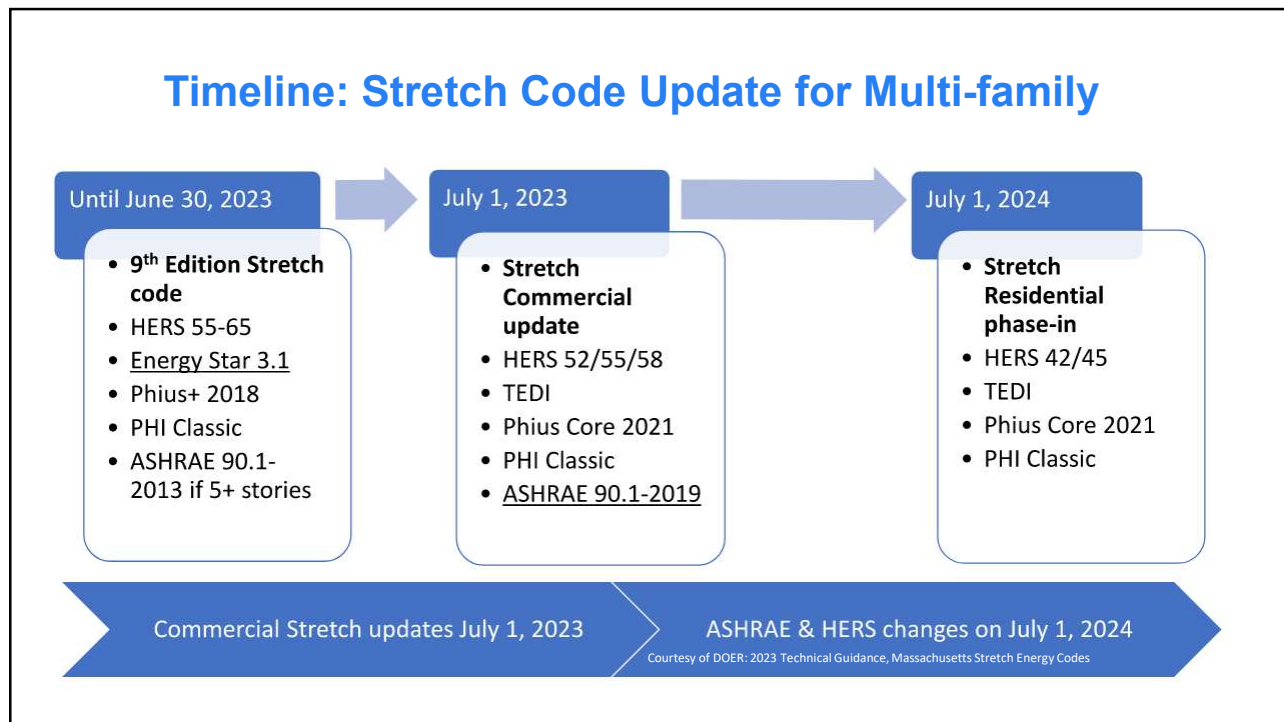 Timeline: Stretch Code Update for Multi-family
Until June 30, 2023
• 9th Edition Stretch
code
• HERS 55-65
• Energy Star 3.1
• Phius+ 2018
• PHI Classic
• ASHRAE 90.1-
2013 if 5+ stories
July 1, 2023
• Stretch
Commercial
update
• HERS 52/55/58
• TEDI
• Phius Core 2021
• PHI Classic
• ASHRAE 90.1-2019
July 1, 2024
• Stretch
Residential
phase-in
• HERS 42/45
• TEDI
• Phius Core 2021
• PHI Classic
Commercial Stretch updates July 1, 2023
ASHRAE & HERS changes on July 1, 2024
Courtesy of DOER: 2023 Technical Guidance, Massachusetts Stretch Energy Codes